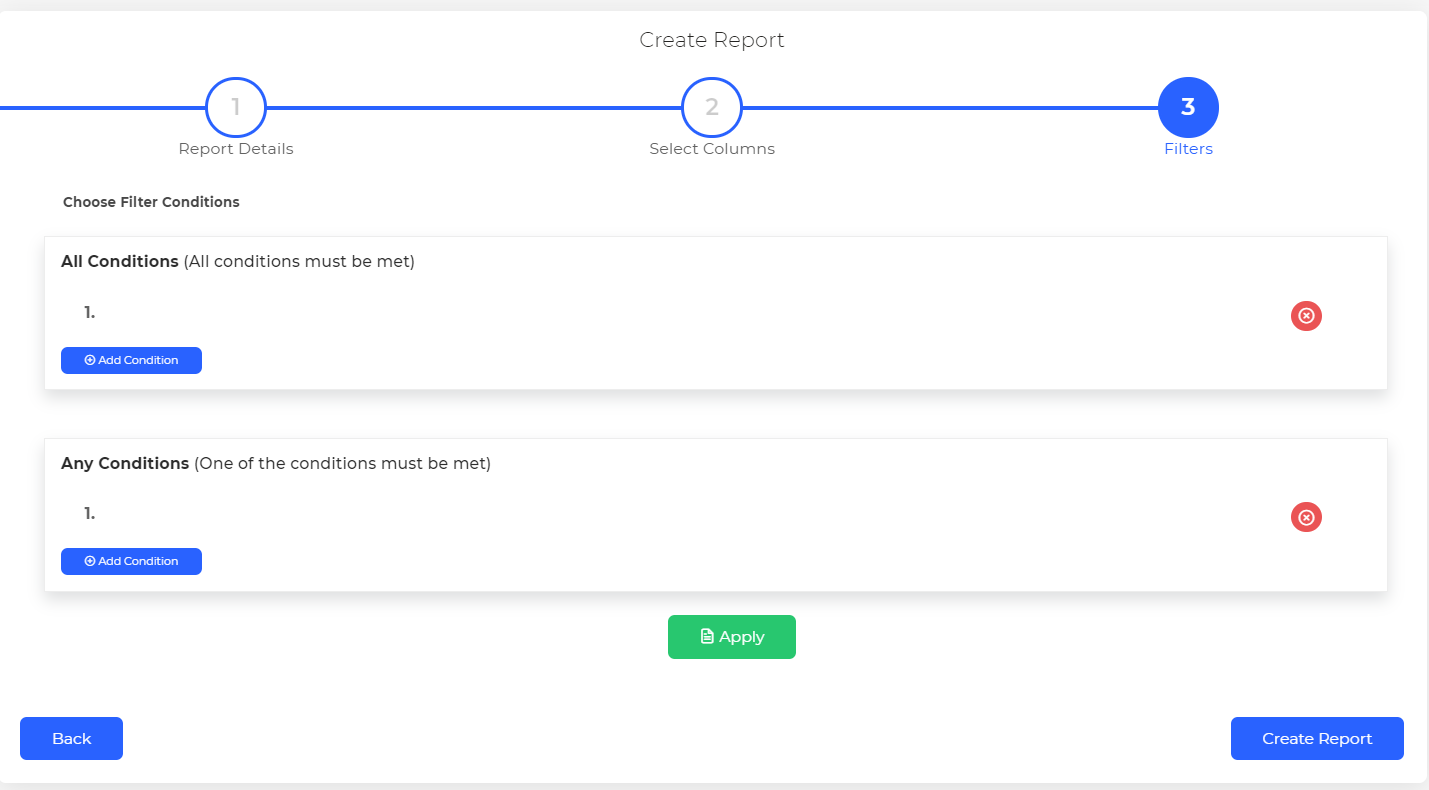 Create Report
1
2
3
Report Details
Select Columns
Filters
Choose Filter Conditions
All Conditions (All conditions must be met)
1.
Add Condition
Any Conditions (One of the conditions must be met)
1.
Add Condition
Apply
Back
Create Report